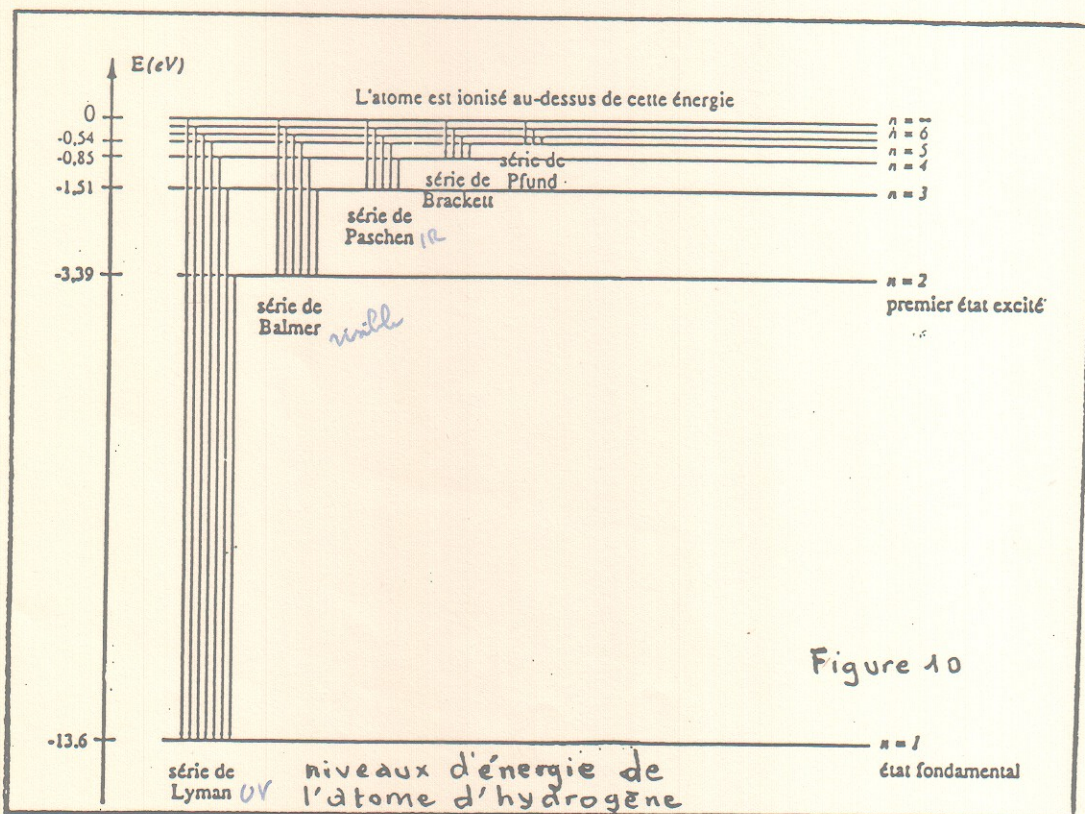 E(eV)
L'atome est ionisé au-dessus de cette énergie
0
-0,54
-0,85
-1,51
-3,39
-13.6
n = ∞
n = 6
n = 5
n = 4
n = 3
n = 2
premier état excité
série de
Pfund
série de
Brackett
série de
Paschen IR
série de
Balmer visible
Figure 10
n = 1
état fondamental
série de
Lyman UV
niveaux d'énergie de
l'atome d'hydrogène